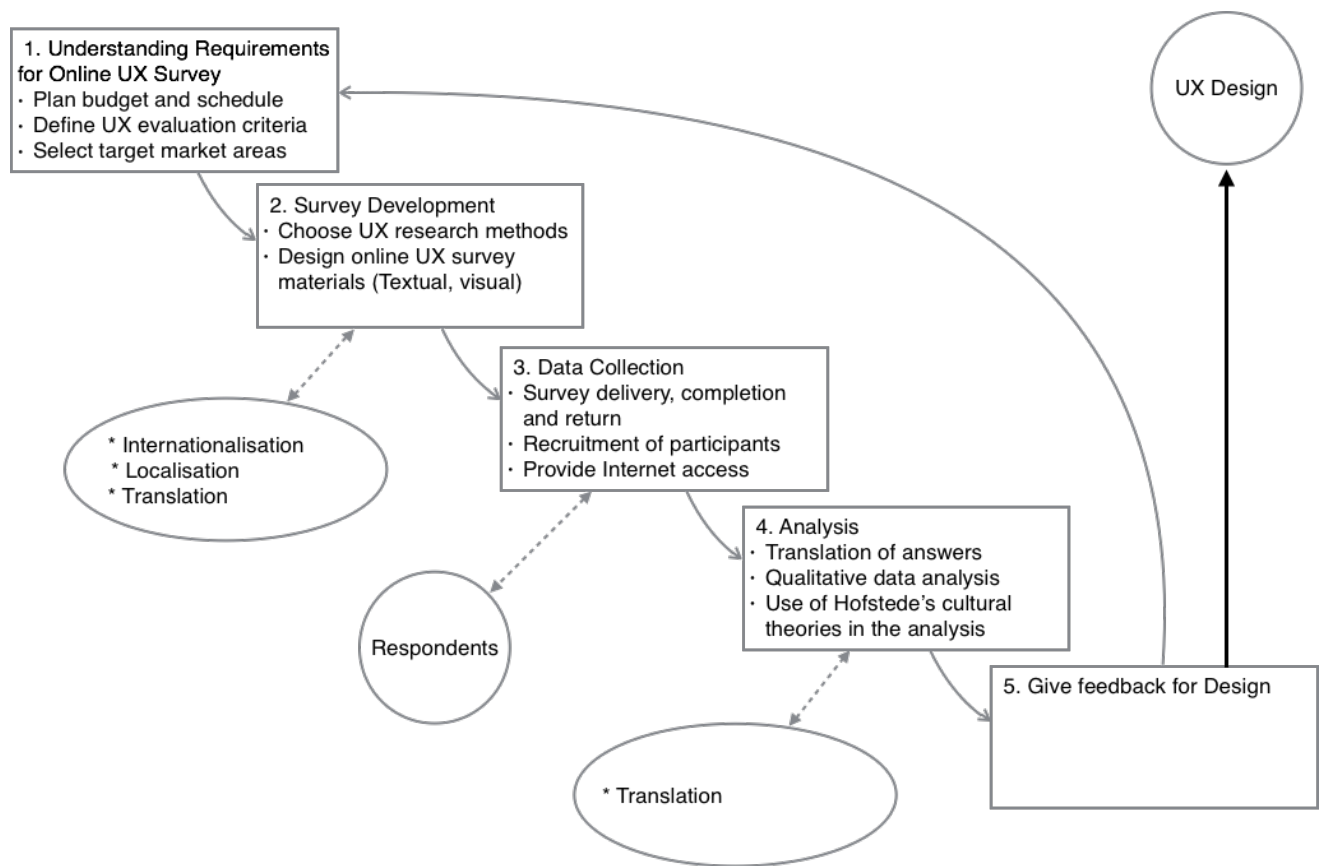 1. Understanding Requirements
for Online UX Survey
· Plan budget and schedule
· Define UX evaluation criteria
· Select target market areas
UX Design
2. Survey Development
· Choose UX research methods
· Design online UX survey
materials (Textual, visual)
* Internationalisation
* Localisation
* Translation
3. Data Collection
· Survey delivery, completion
and return
· Recruitment of participants
· Provide Internet access
Respondents
4. Analysis
· Translation of answers
· Qualitative data analysis
· Use of Hofstede’s cultural
theories in the analysis
* Translation
5. Give feedback for Design